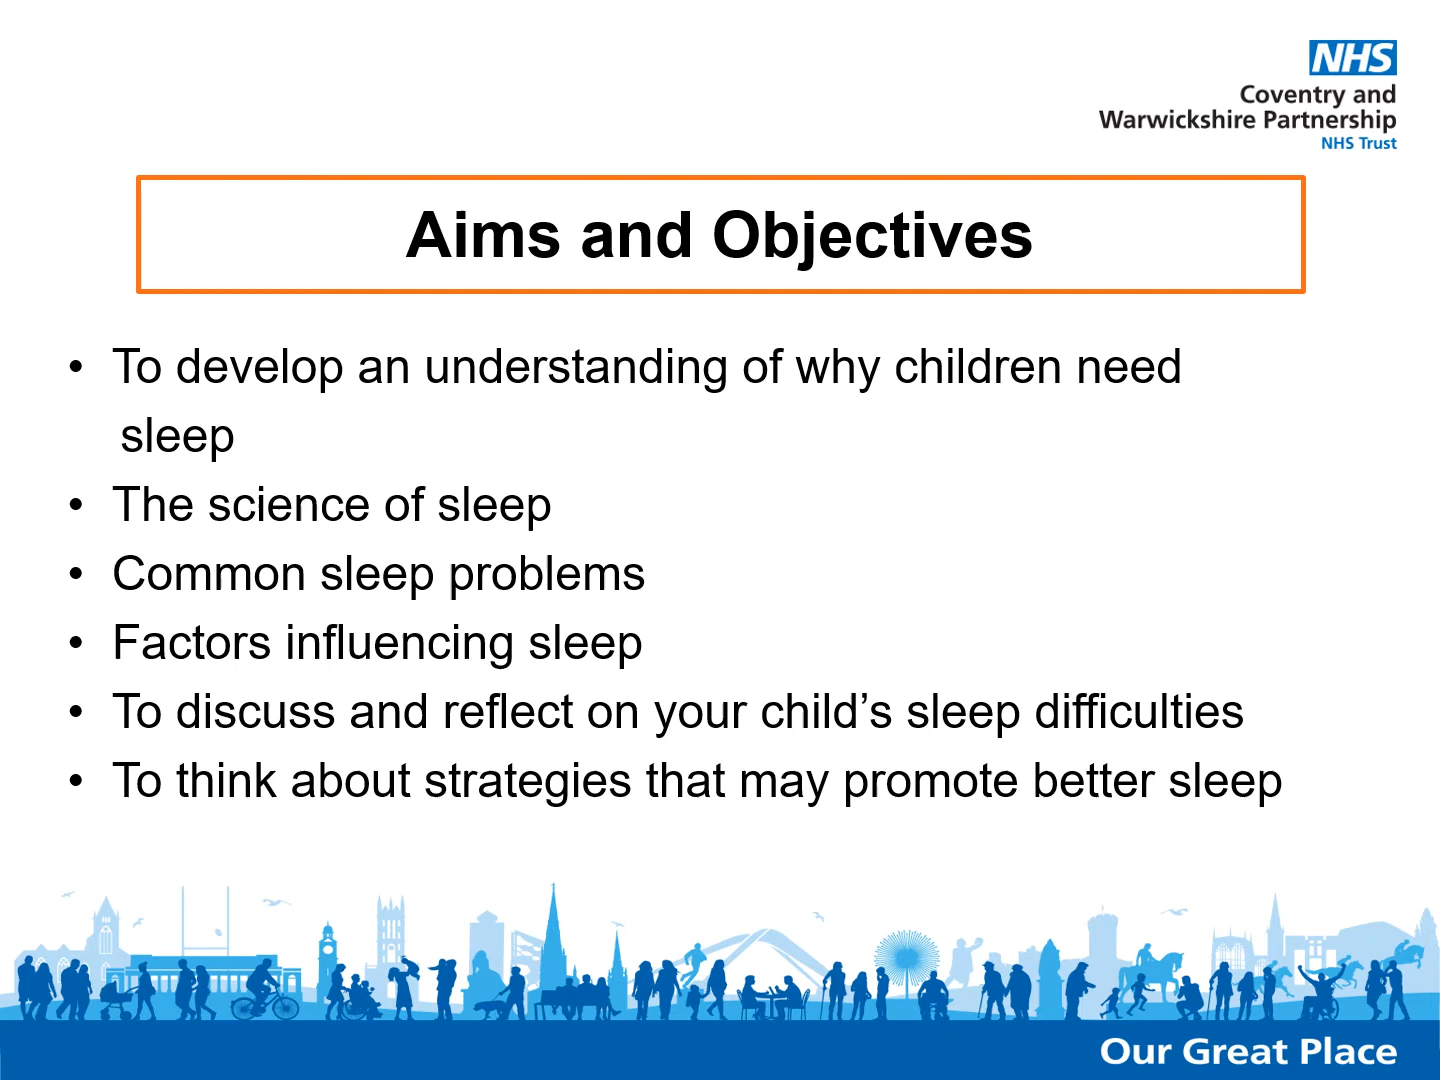 NHS
Coventry and
Warwickshire Partnership
NHS Trust
Aims and Objectives
• To develop an understanding of why children need
sleep
• The science of sleep
• Common sleep problems
• Factors influencing sleep
• To discuss and reflect on your child’s sleep difficulties
• To think about strategies that may promote better sleep
Our Great Place